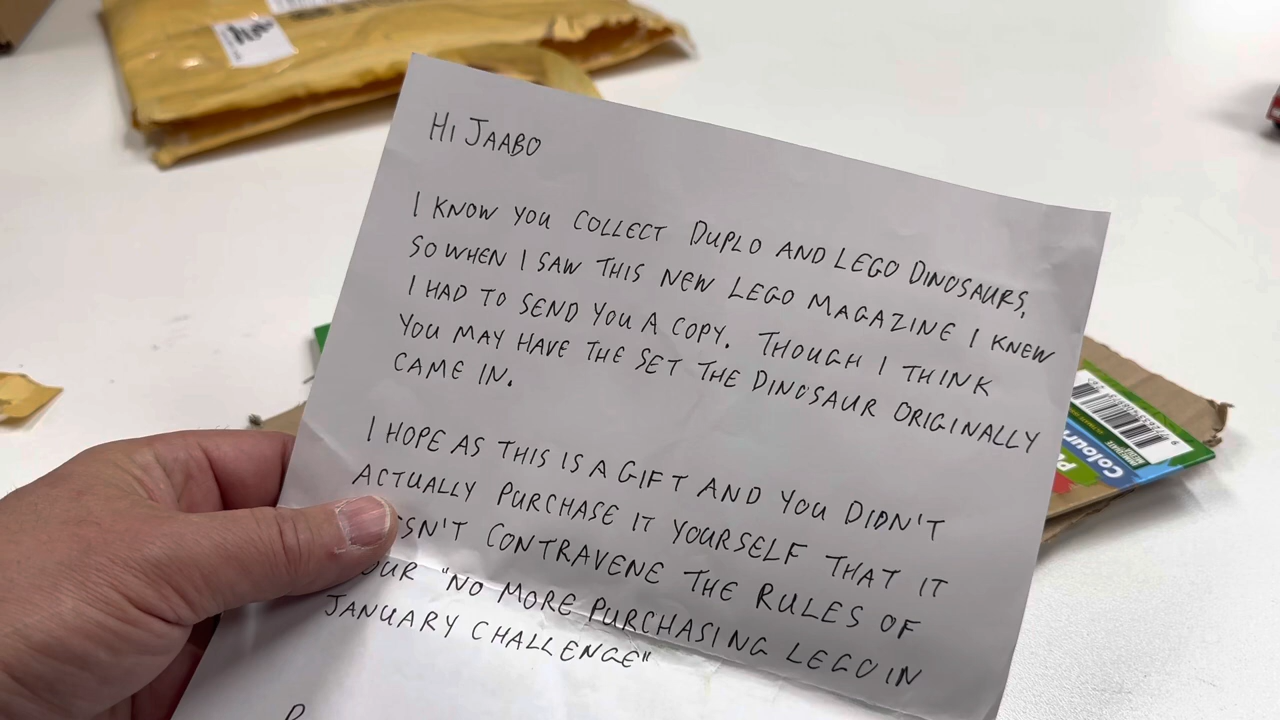 HI JAABO
I KNOW YOU COLLECT DUPLO AND LEGO DINOSAURS,
SO WHEN I SAW THIS NEW LEGO MAGAZINE I KNEW
I HAD TO SEND YOU A COPY. THOUGH I THINK
YOU MAY HAVE THE SET THE DINOSAUR ORIGINALLY
CAME IN.
I HOPE AS THIS IS A GIFT AND YOU DIDN'T
ACTUALLY PURCHASE IT YOURSELF THAT IT
SN'T CONTRAVENE THE RULES OF
OUR "NO MORE PURCHASING LEGO IN
JANUARY CHALLENGE"
Colour